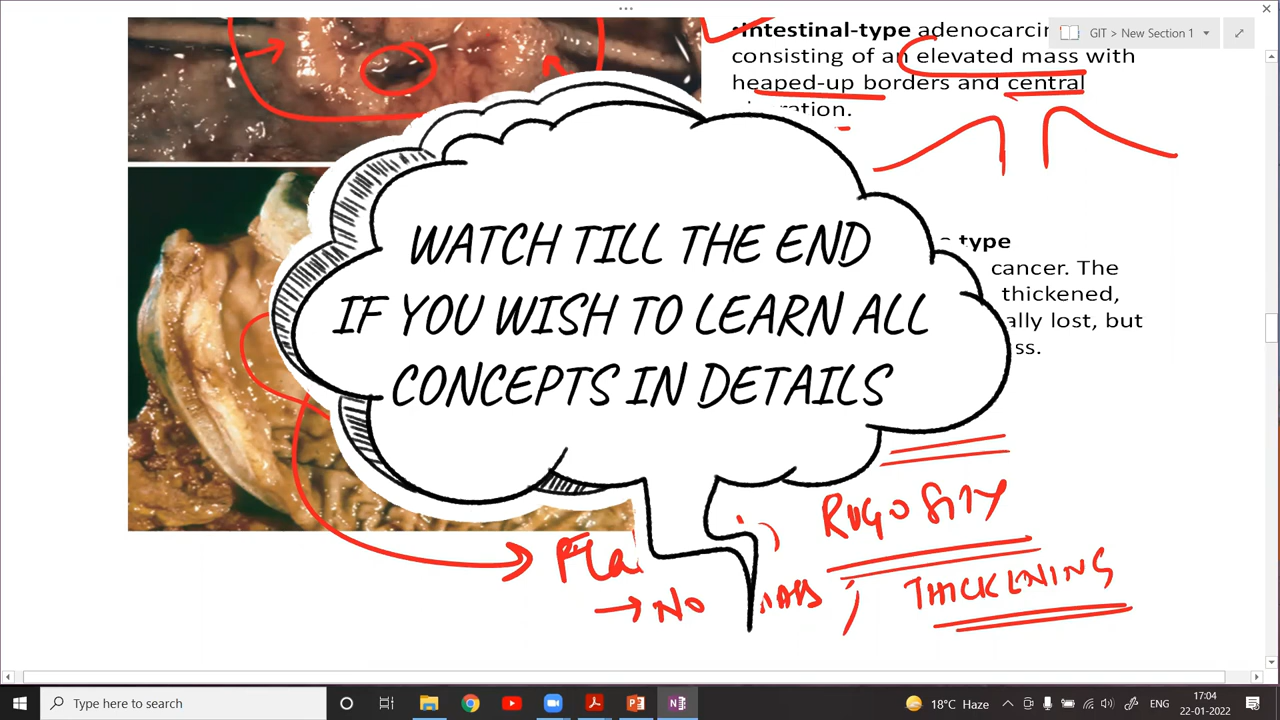 •Intestinal-type adenocarcin
GIT > New Section 1
consisting of an elevated mass with
heaped-up borders and central
WATCH TILL THE END
IF YOU WISH TO LEARN ALL
CONCEPTS IN DETAILS
type
cancer. The
thickened,
ally lost, but
ss.
RUGOSITY
Fla
→ NO
THICKENING
Type here to search
18°C Haze
ENG
17:04
22-01-2022